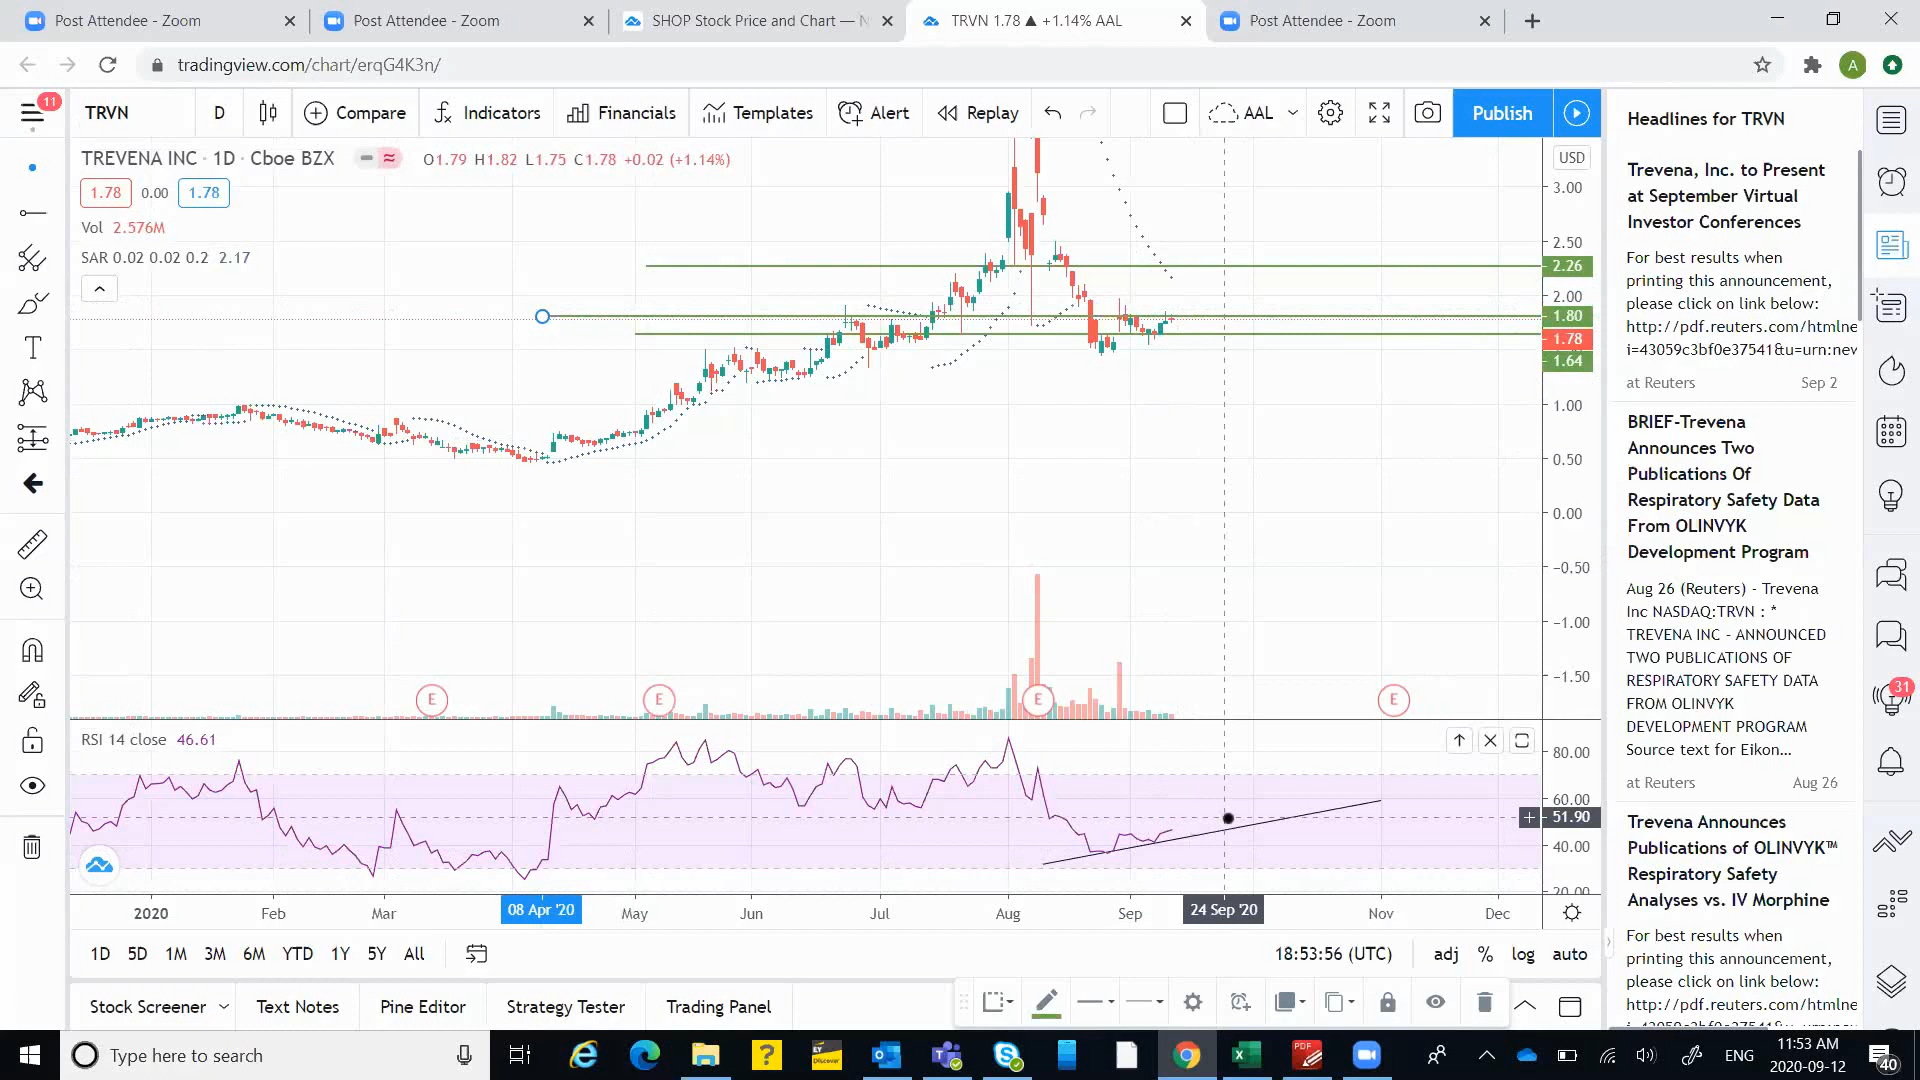 Post Attendee - Zoom
Post Attendee - Zoom
SHOP Stock Price and Chart — N
TRVN 1.78 ▲ +1.14% AAL
Post Attendee - Zoom
tradingview.com/chart/erqG4K3n/
A
11
TRVN
D
Compare
Indicators
Financials
Templates
Alert
Replay
AAL
Publish
TREVENA INC · 1D · Cboe BZX
O1.79 H1.82 L1.75 C1.78 +0.02 (+1.14%)
1.78 0.00 1.78
Vol 2.576M
SAR 0.02 0.02 0.2 2.17
USD
3.00
2.50
2.26
2.00
1.80
1.78
1.64
1.00
0.50
0.00
−0.50
−1.00
−1.50
E
E
E
E
RSI 14 close 46.61
80.00
60.00
51.90
40.00
20.00
2020
Feb
Mar
08 Apr '20
May
Jun
Jul
Aug
Sep
24 Sep '20
Nov
Dec
1D 5D 1M 3M 6M YTD 1Y 5Y All
18:53:56 (UTC)
adj % log auto
Stock Screener
Text Notes
Pine Editor
Strategy Tester
Trading Panel
Headlines for TRVN
Trevena, Inc. to Present
at September Virtual
Investor Conferences
For best results when
printing this announcement,
please click on link below:
http://pdf.reuters.com/htmlne
i=43059c3bf0e37541&u=urn:nev
at Reuters Sep 2
BRIEF-Trevena
Announces Two
Publications Of
Respiratory Safety Data
From OLINVYK
Development Program
Aug 26 (Reuters) - Trevena
Inc NASDAQ:TRVN : *
TREVENA INC - ANNOUNCED
TWO PUBLICATIONS OF
RESPIRATORY SAFETY DATA
FROM OLINVYK
DEVELOPMENT PROGRAM
Source text for Eikon...
at Reuters Aug 26
Trevena Announces
Publications of OLINVYK™
Respiratory Safety
Analyses vs. IV Morphine
For best results when
printing this announcement,
please click on link below:
http://pdf.reuters.com/htmlne
31
Type here to search
EY
Discover
PDF
ENG
11:53 AM
2020-09-12
40